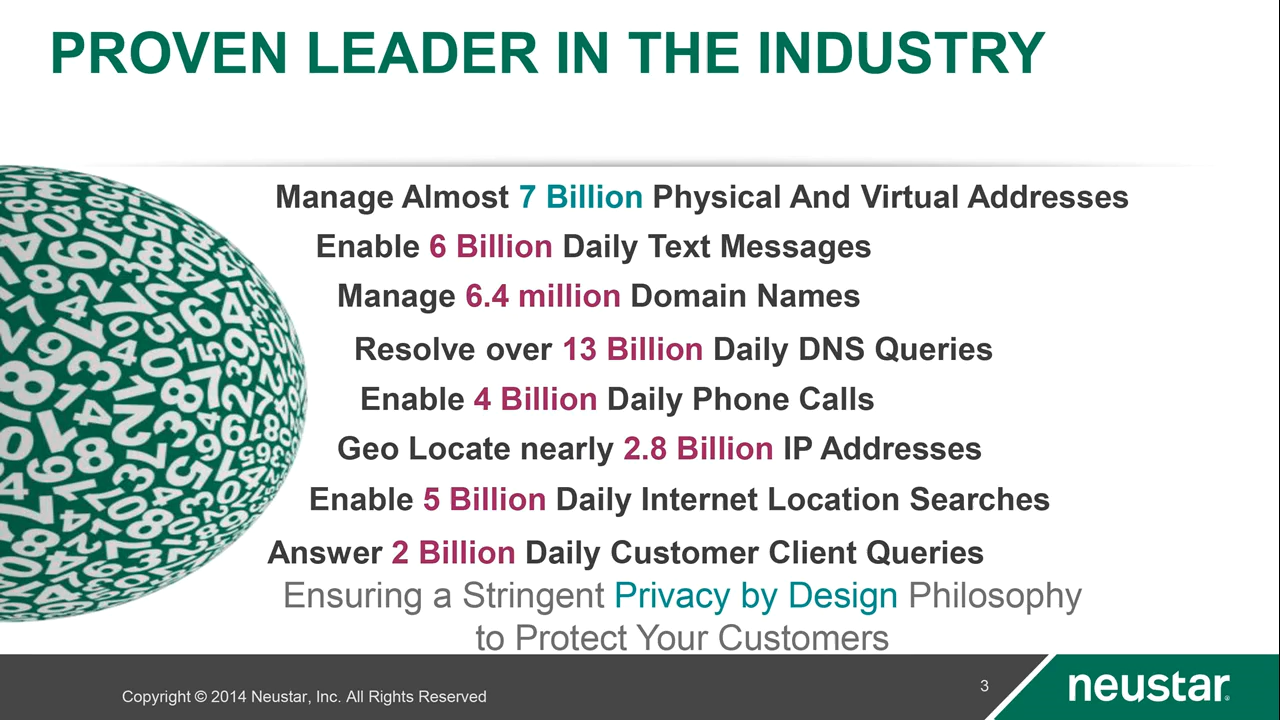 PROVEN LEADER IN THE INDUSTRY
Manage Almost 7 Billion Physical And Virtual Addresses
Enable 6 Billion Daily Text Messages
Manage 6.4 million Domain Names
Resolve over 13 Billion Daily DNS Queries
Enable 4 Billion Daily Phone Calls
Geo Locate nearly 2.8 Billion IP Addresses
Enable 5 Billion Daily Internet Location Searches
Answer 2 Billion Daily Customer Client Queries
Ensuring a Stringent Privacy by Design Philosophy
to Protect Your Customers
Copyright © 2014 Neustar, Inc. All Rights Reserved
3
neustar®